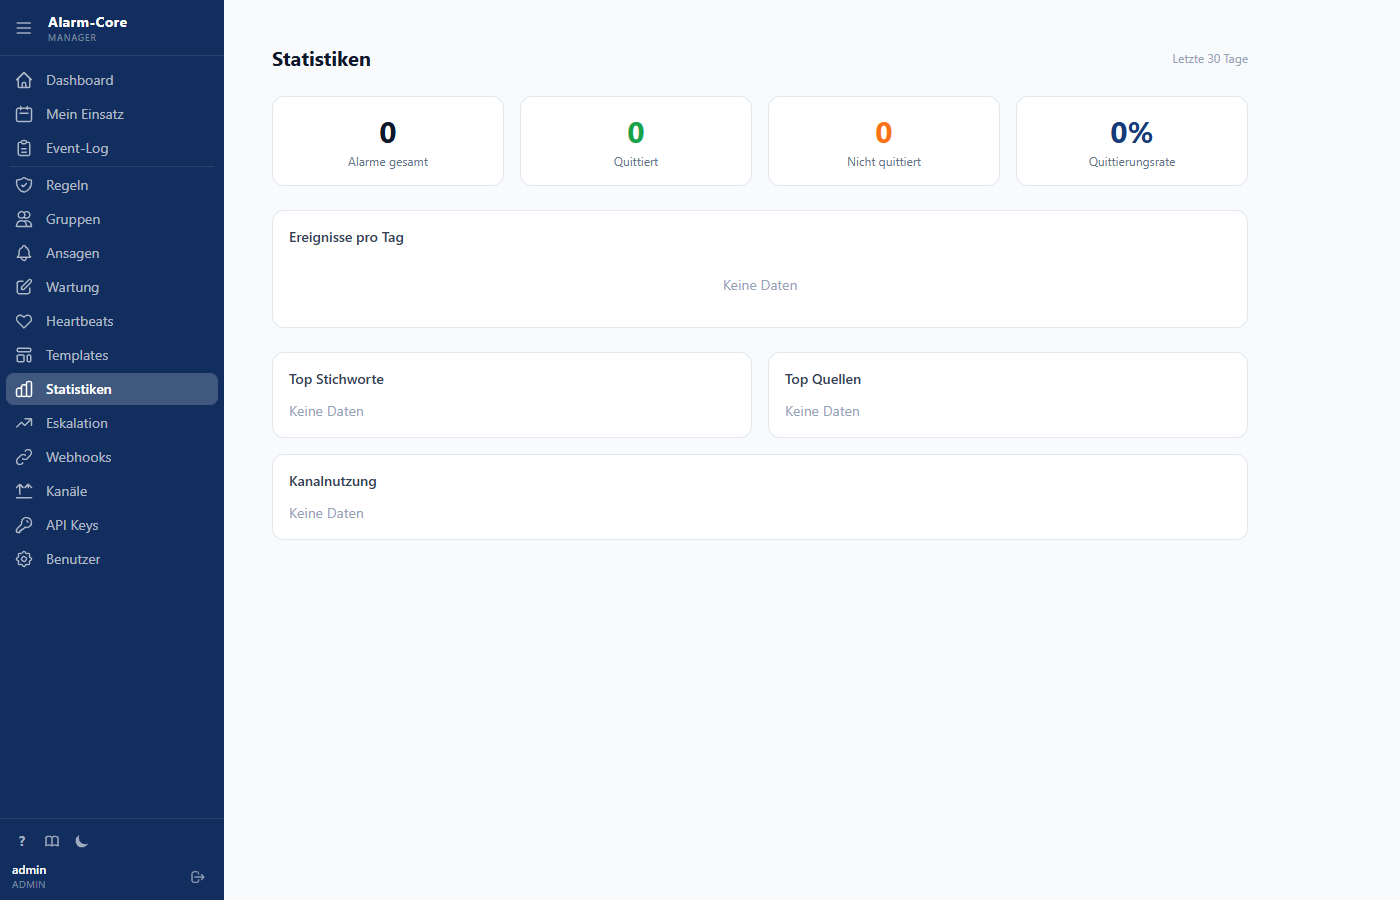 Alarm-Core
MANAGER
Dashboard
Mein Einsatz
Event-Log
Regeln
Gruppen
Ansagen
Wartung
Heartbeats
Templates
Statistiken
Eskalation
Webhooks
Kanäle
API Keys
Benutzer
?
admin
ADMIN
Statistiken
Letzte 30 Tage
0
Alarme gesamt
0
Quittiert
0
Nicht quittiert
0%
Quittierungsrate
Ereignisse pro Tag
Keine Daten
Top Stichworte
Keine Daten
Top Quellen
Keine Daten
Kanalnutzung
Keine Daten